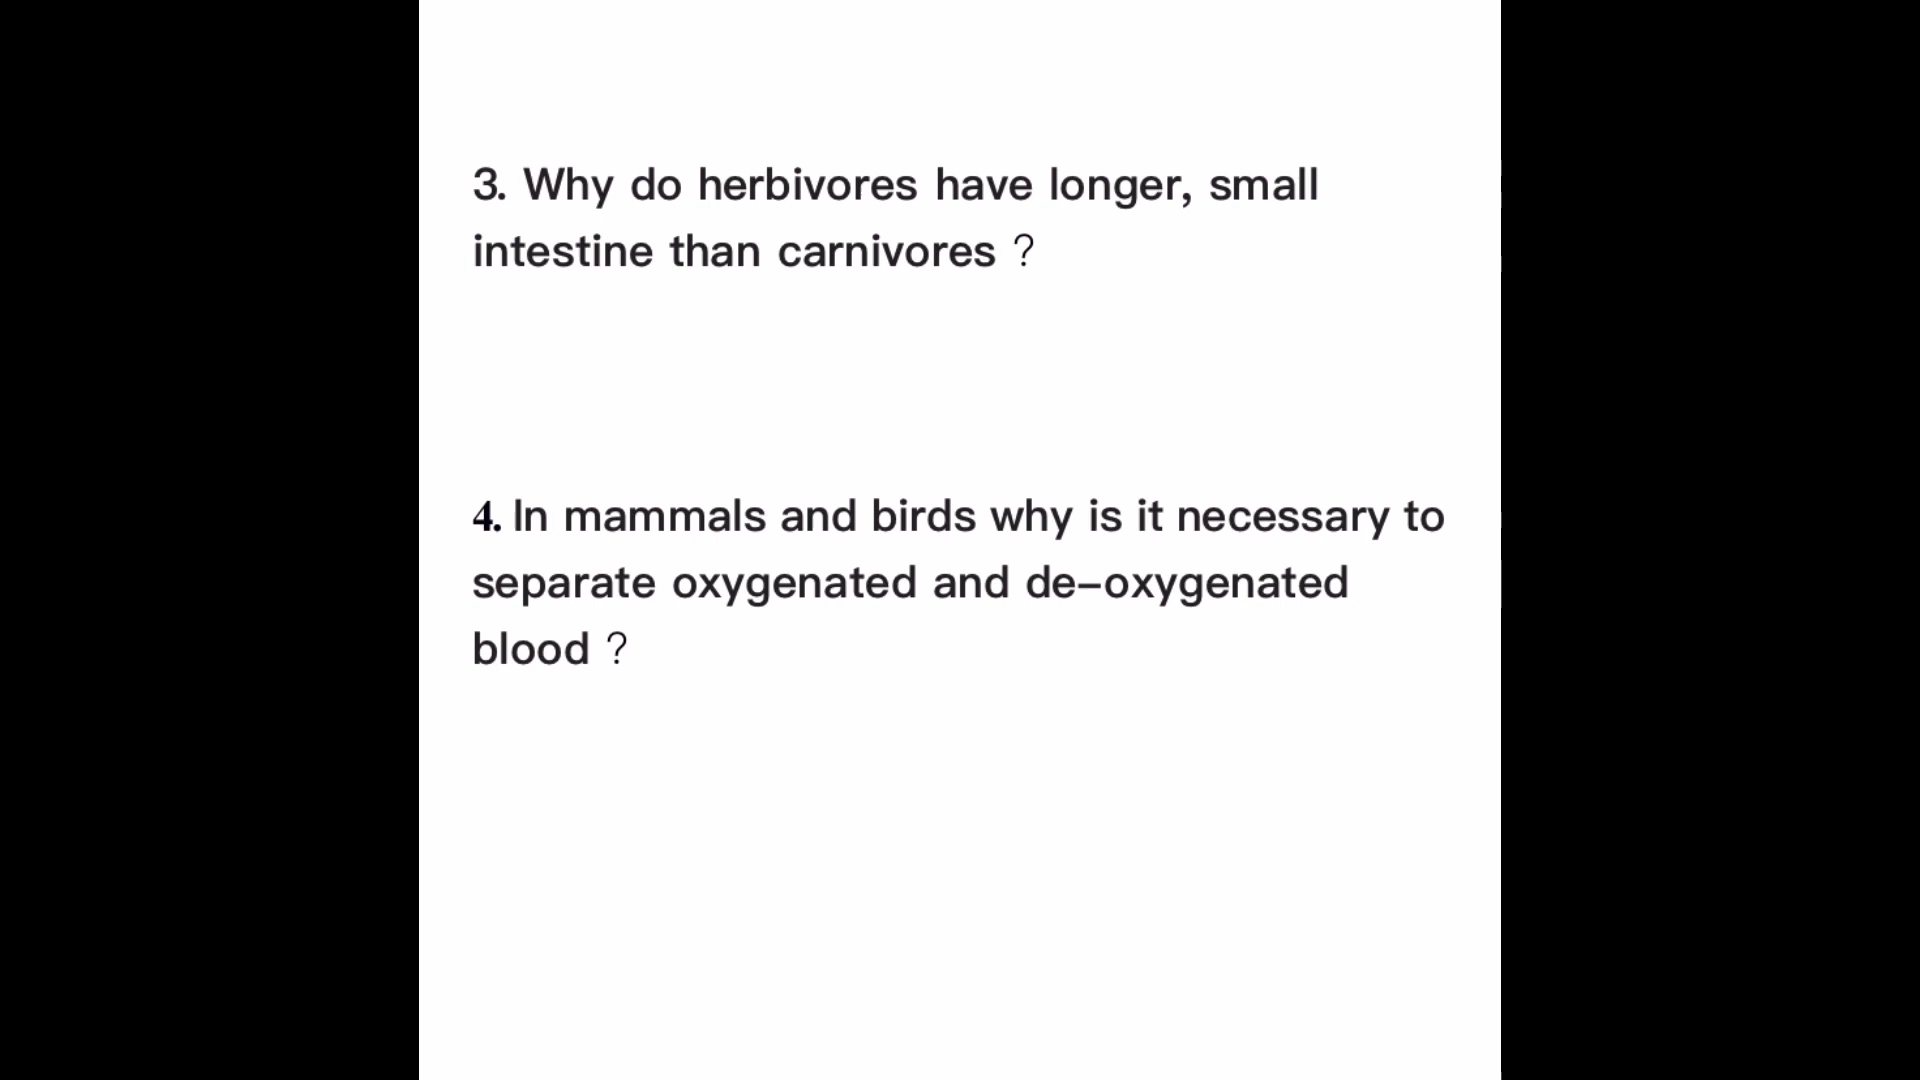 3. Why do herbivores have longer, small
intestine than carnivores ?
4. In mammals and birds why is it necessary to
separate oxygenated and de–oxygenated
blood ?